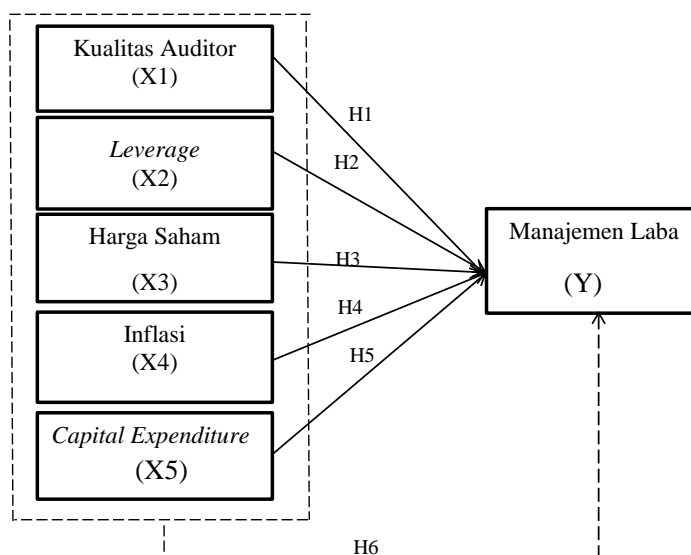 Kualitas Auditor
(X1)
H1
Leverage
(X2)
H2
Harga Saham
(X3)
H3
Manajemen Laba
(Y)
Inflasi
(X4)
H4
Capital Expenditure
(X5)
H5
H6